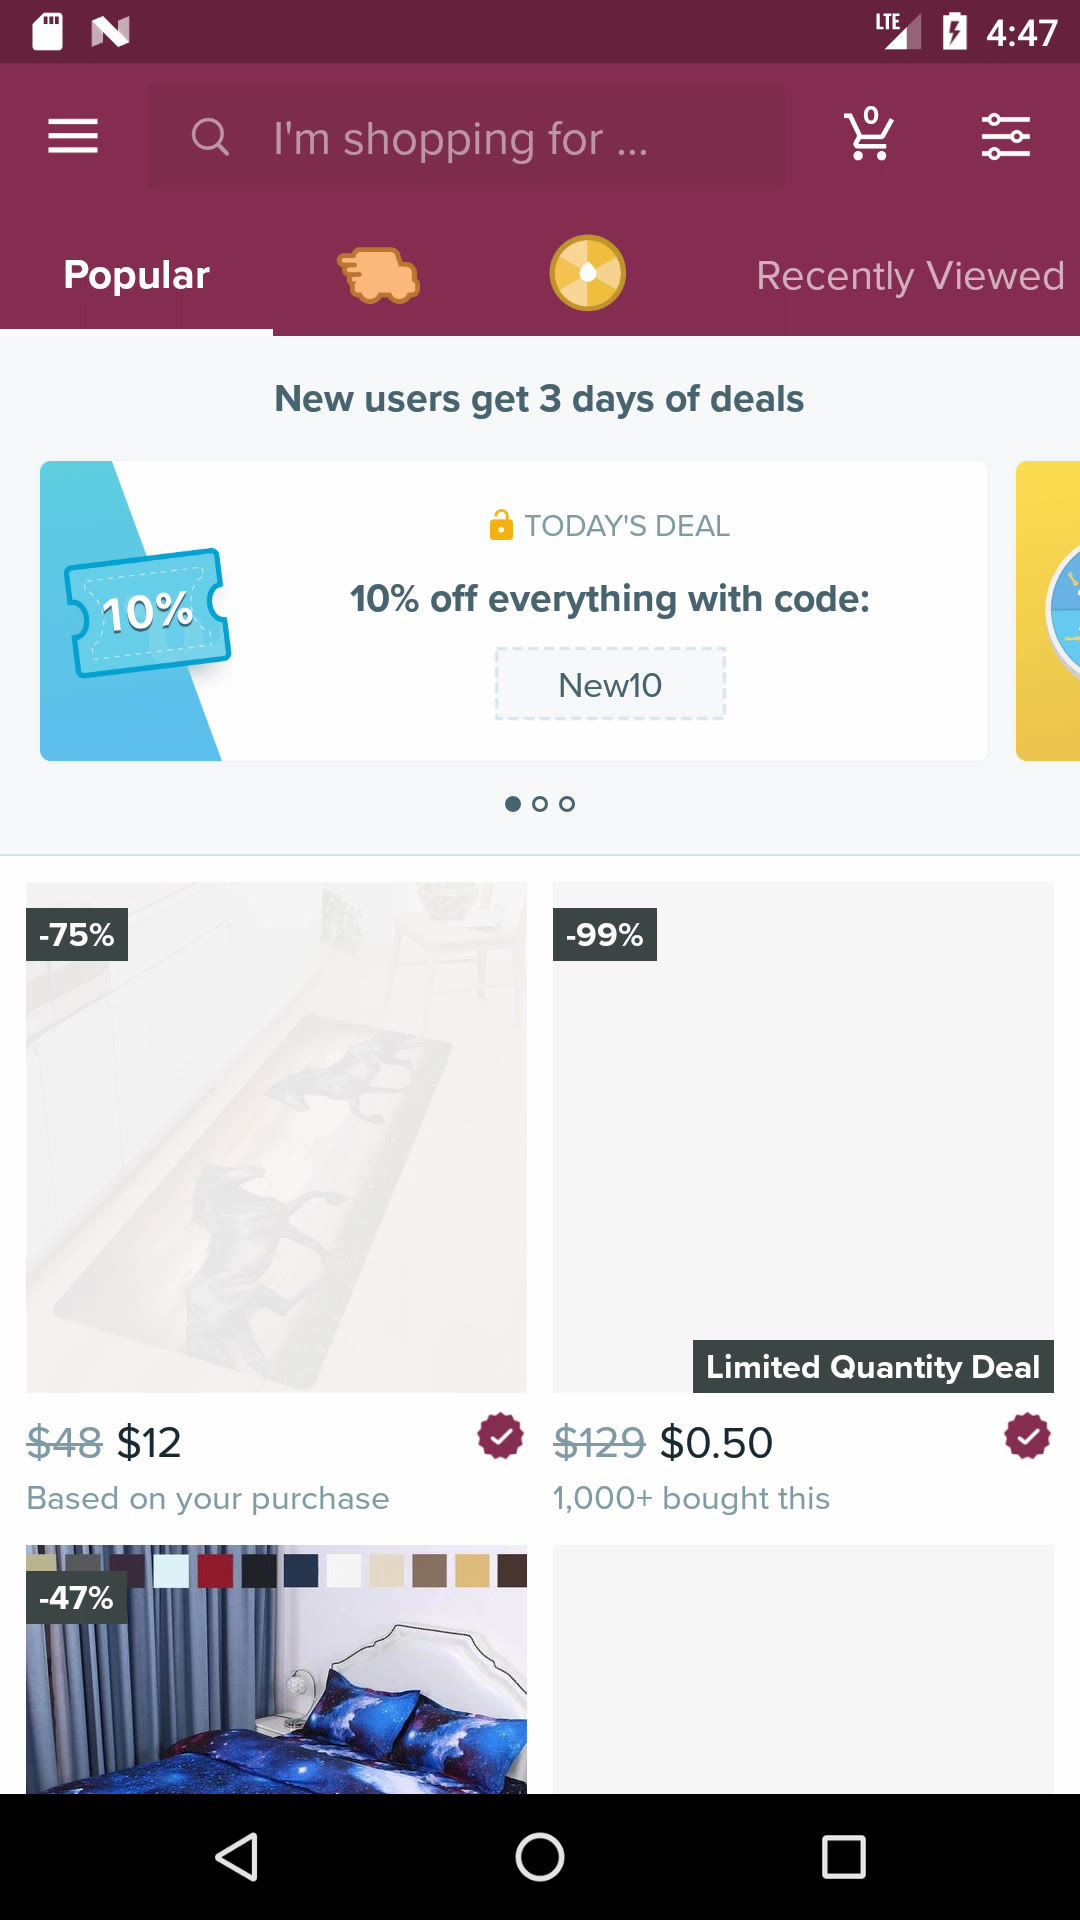 LTE 4:47
I'm shopping for ...
0
Popular
Recently Viewed
New users get 3 days of deals
10%
TODAY'S DEAL
10% off everything with code:
New10
-75%
-99%
Limited Quantity Deal
$48 $12
$129 $0.50
Based on your purchase
1,000+ bought this
-47%